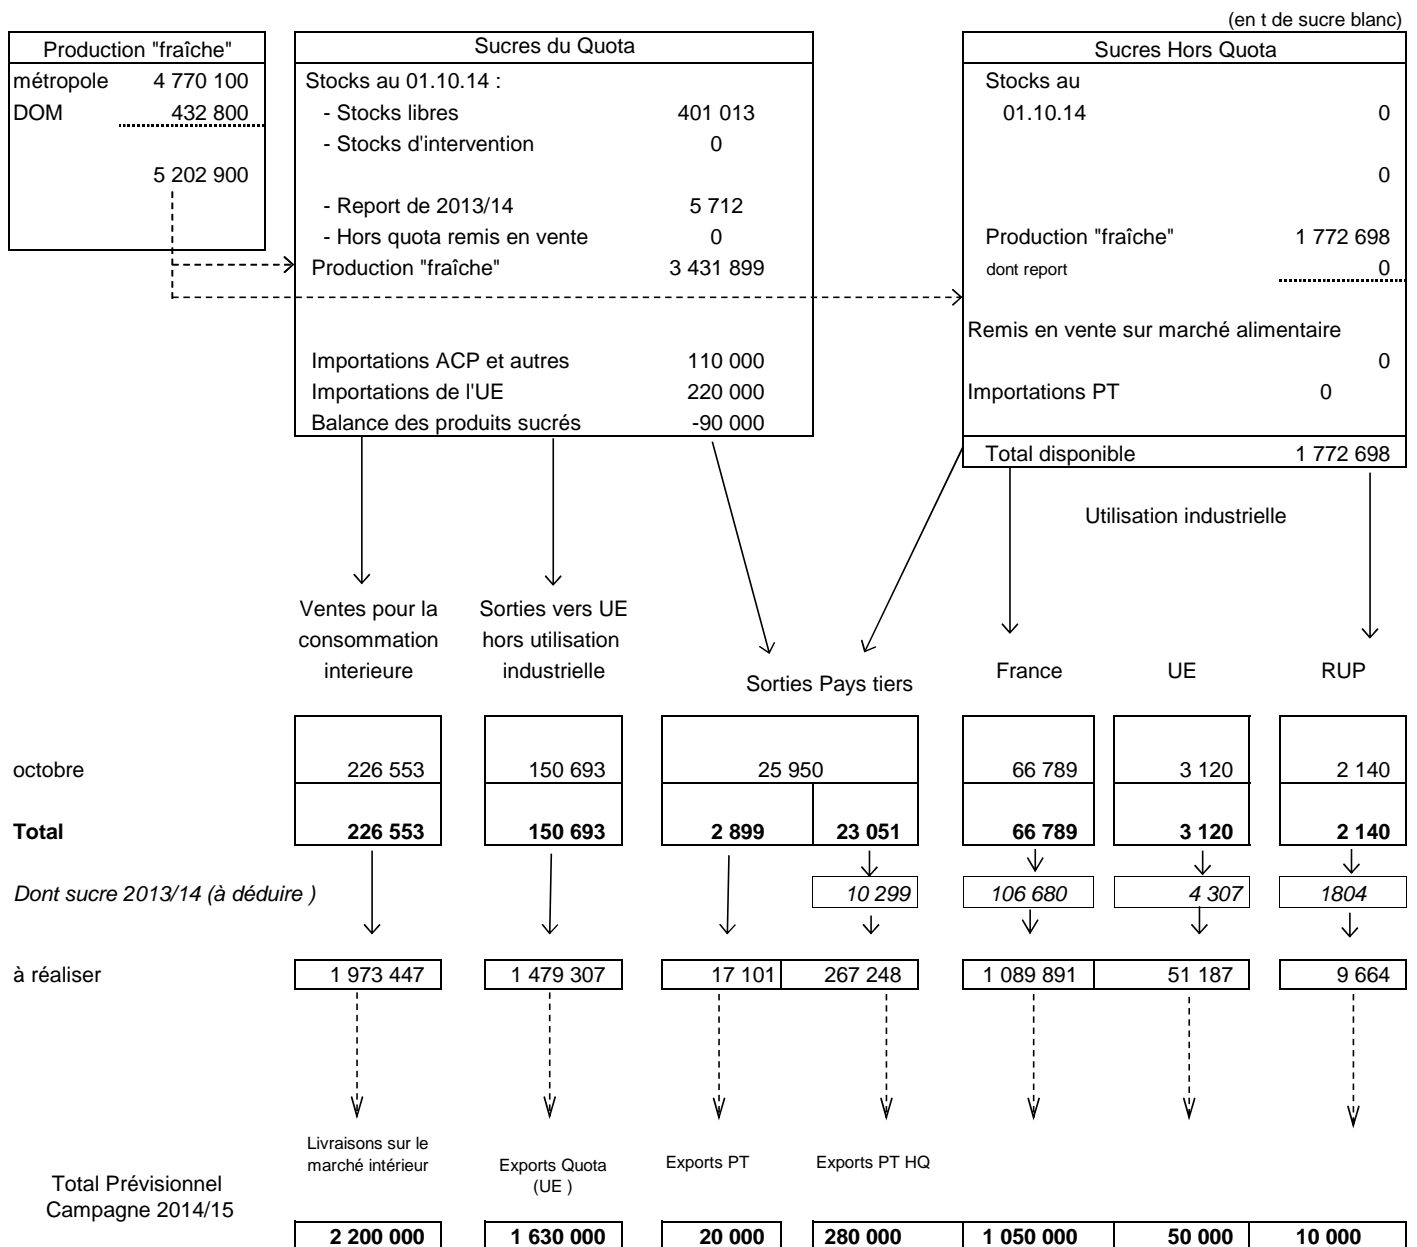 (en t de sucre blanc)
Production "fraîche"
métropole 4 770 100
DOM 432 800
5 202 900
Sucres du Quota
Stocks au 01.10.14 :
- Stocks libres 401 013
- Stocks d'intervention 0
- Report de 2013/14 5 712
- Hors quota remis en vente 0
Production "fraîche" 3 431 899
Importations ACP et autres 110 000
Importations de l'UE 220 000
Balance des produits sucrés -90 000
Sucres Hors Quota
Stocks au
01.10.14 0
0
Production "fraîche" 1 772 698
dont report 0
Remis en vente sur marché alimentaire
0
Importations PT 0
Total disponible 1 772 698
Utilisation industrielle
Ventes pour la
consommation
interieure
Sorties vers UE
hors utilisation
industrielle
Sorties Pays tiers
France UE RUP
octobre 226 553 150 693 25 950 66 789 3 120 2 140
Total 226 553 150 693 2 899 23 051 66 789 3 120 2 140
Dont sucre 2013/14 (à déduire ) 10 299 106 680 4 307 1804
à réaliser 1 973 447 1 479 307 17 101 267 248 1 089 891 51 187 9 664
Livraisons sur le
marché intérieur
Exports Quota
(UE )
Exports PT
Exports PT HQ
Total Prévisionnel
Campagne 2014/15
2 200 000 1 630 000 20 000 280 000 1 050 000 50 000 10 000